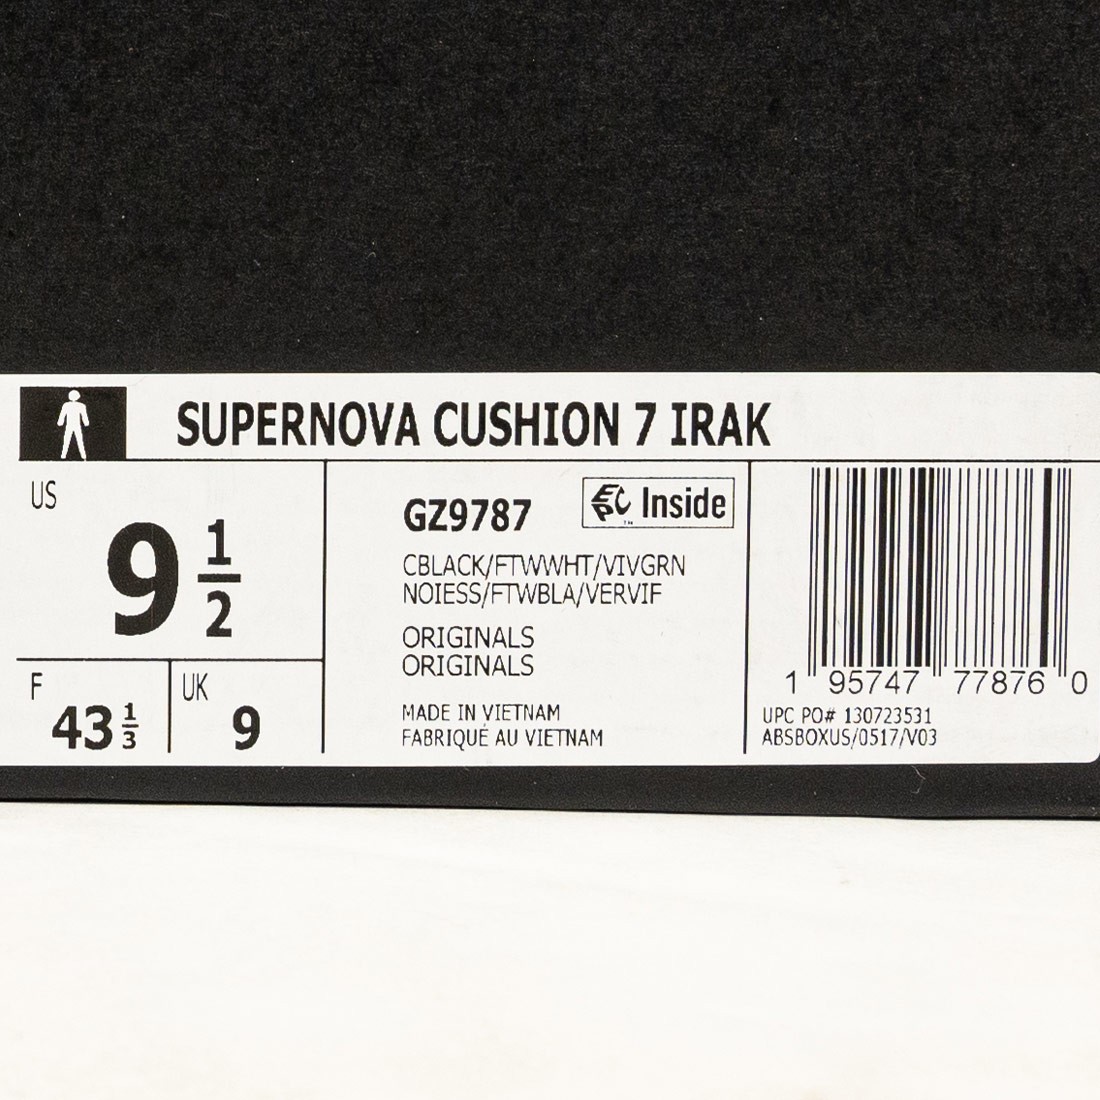 SUPERNOVA CUSHION 7 IRAK
US
9 1/2
F
43 1/3
UK
9
GZ9787
EPC Inside
™
CBLACK/FTWWHT/VIVGRN
NOIESS/FTWBLA/VERVIF
ORIGINALS
ORIGINALS
MADE IN VIETNAM
FABRIQUÉ AU VIETNAM
1 95747 77876 0
UPC PO# 130723531
ABSBOXUS/0517/V03